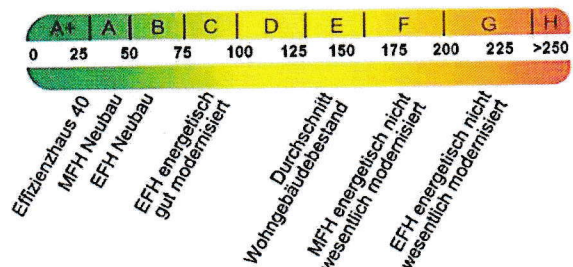 A+ A B C D E F G H
0 25 50 75 100 125 150 175 200 225 >250
Effizienzhaus 40
MFH Neubau
EFH Neubau
EFH energetisch
gut modernisiert
Durchschnitt
Wohngebäudebestand
MFH energetisch nicht
wesentlich modernisiert
EFH energetisch nicht
wesentlich modernisiert